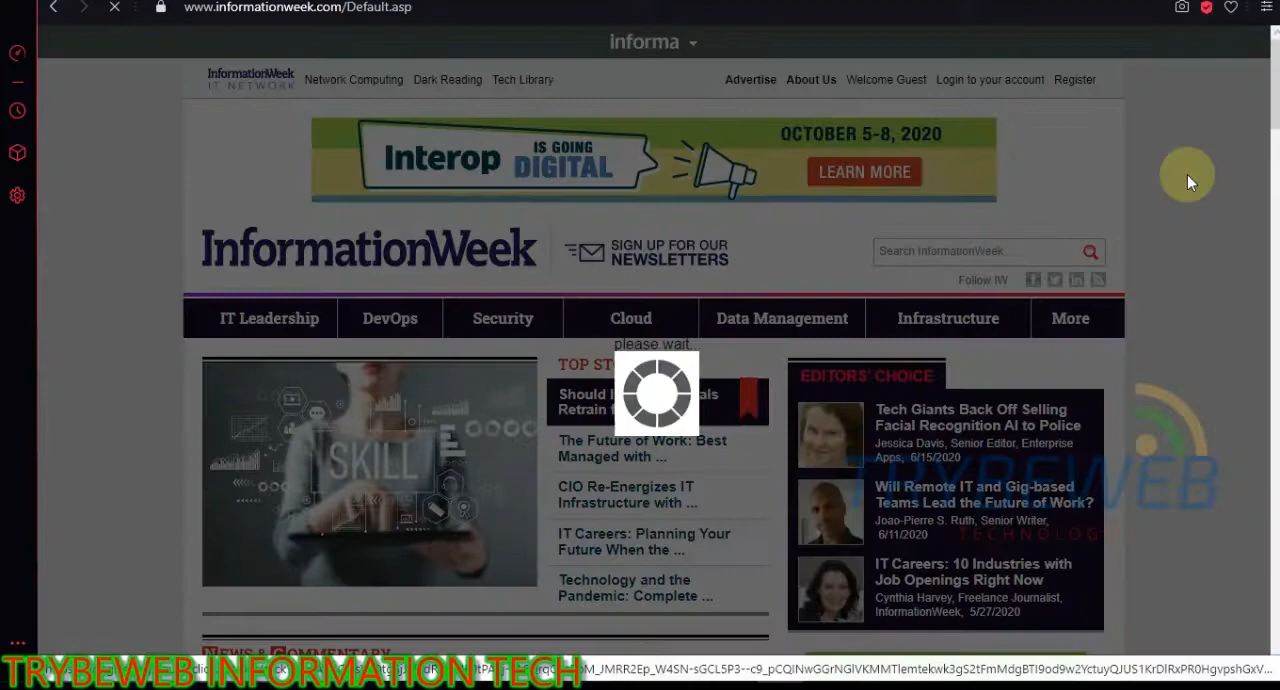 www.informationweek.com/Default.asp
informa
InformationWeek
IT NETWORK
Network Computing Dark Reading Tech Library
Advertise About Us Welcome Guest Login to your account Register
Interop IS GOING DIGITAL
OCTOBER 5-8, 2020
LEARN MORE
InformationWeek
SIGN UP FOR OUR
NEWSLETTERS
Search InformationWeek
Follow IW
IT Leadership DevOps Security Cloud Data Management Infrastructure More
please wait...
SKILL
TOP ST
Should I als
Retrain
The Future of Work: Best
Managed with ...
CIO Re-Energizes IT
Infrastructure with ...
IT Careers: Planning Your
Future When the ...
Technology and the
Pandemic: Complete ...
EDITORS' CHOICE
Tech Giants Back Off Selling
Facial Recognition AI to Police
Jessica Davis, Senior Editor, Enterprise
Apps, 6/15/2020
Will Remote IT and Gig-based
Teams Lead the Future of Work?
Joao-Pierre S. Ruth, Senior Writer,
6/11/2020
IT Careers: 10 Industries with
Job Openings Right Now
Cynthia Harvey, Freelance Journalist,
InformationWeek, 5/27/2020
TRYBEWEB
TECHNOLOG
NEWS & COMMENTARY
TRYBEWEB INFORMATION TECH